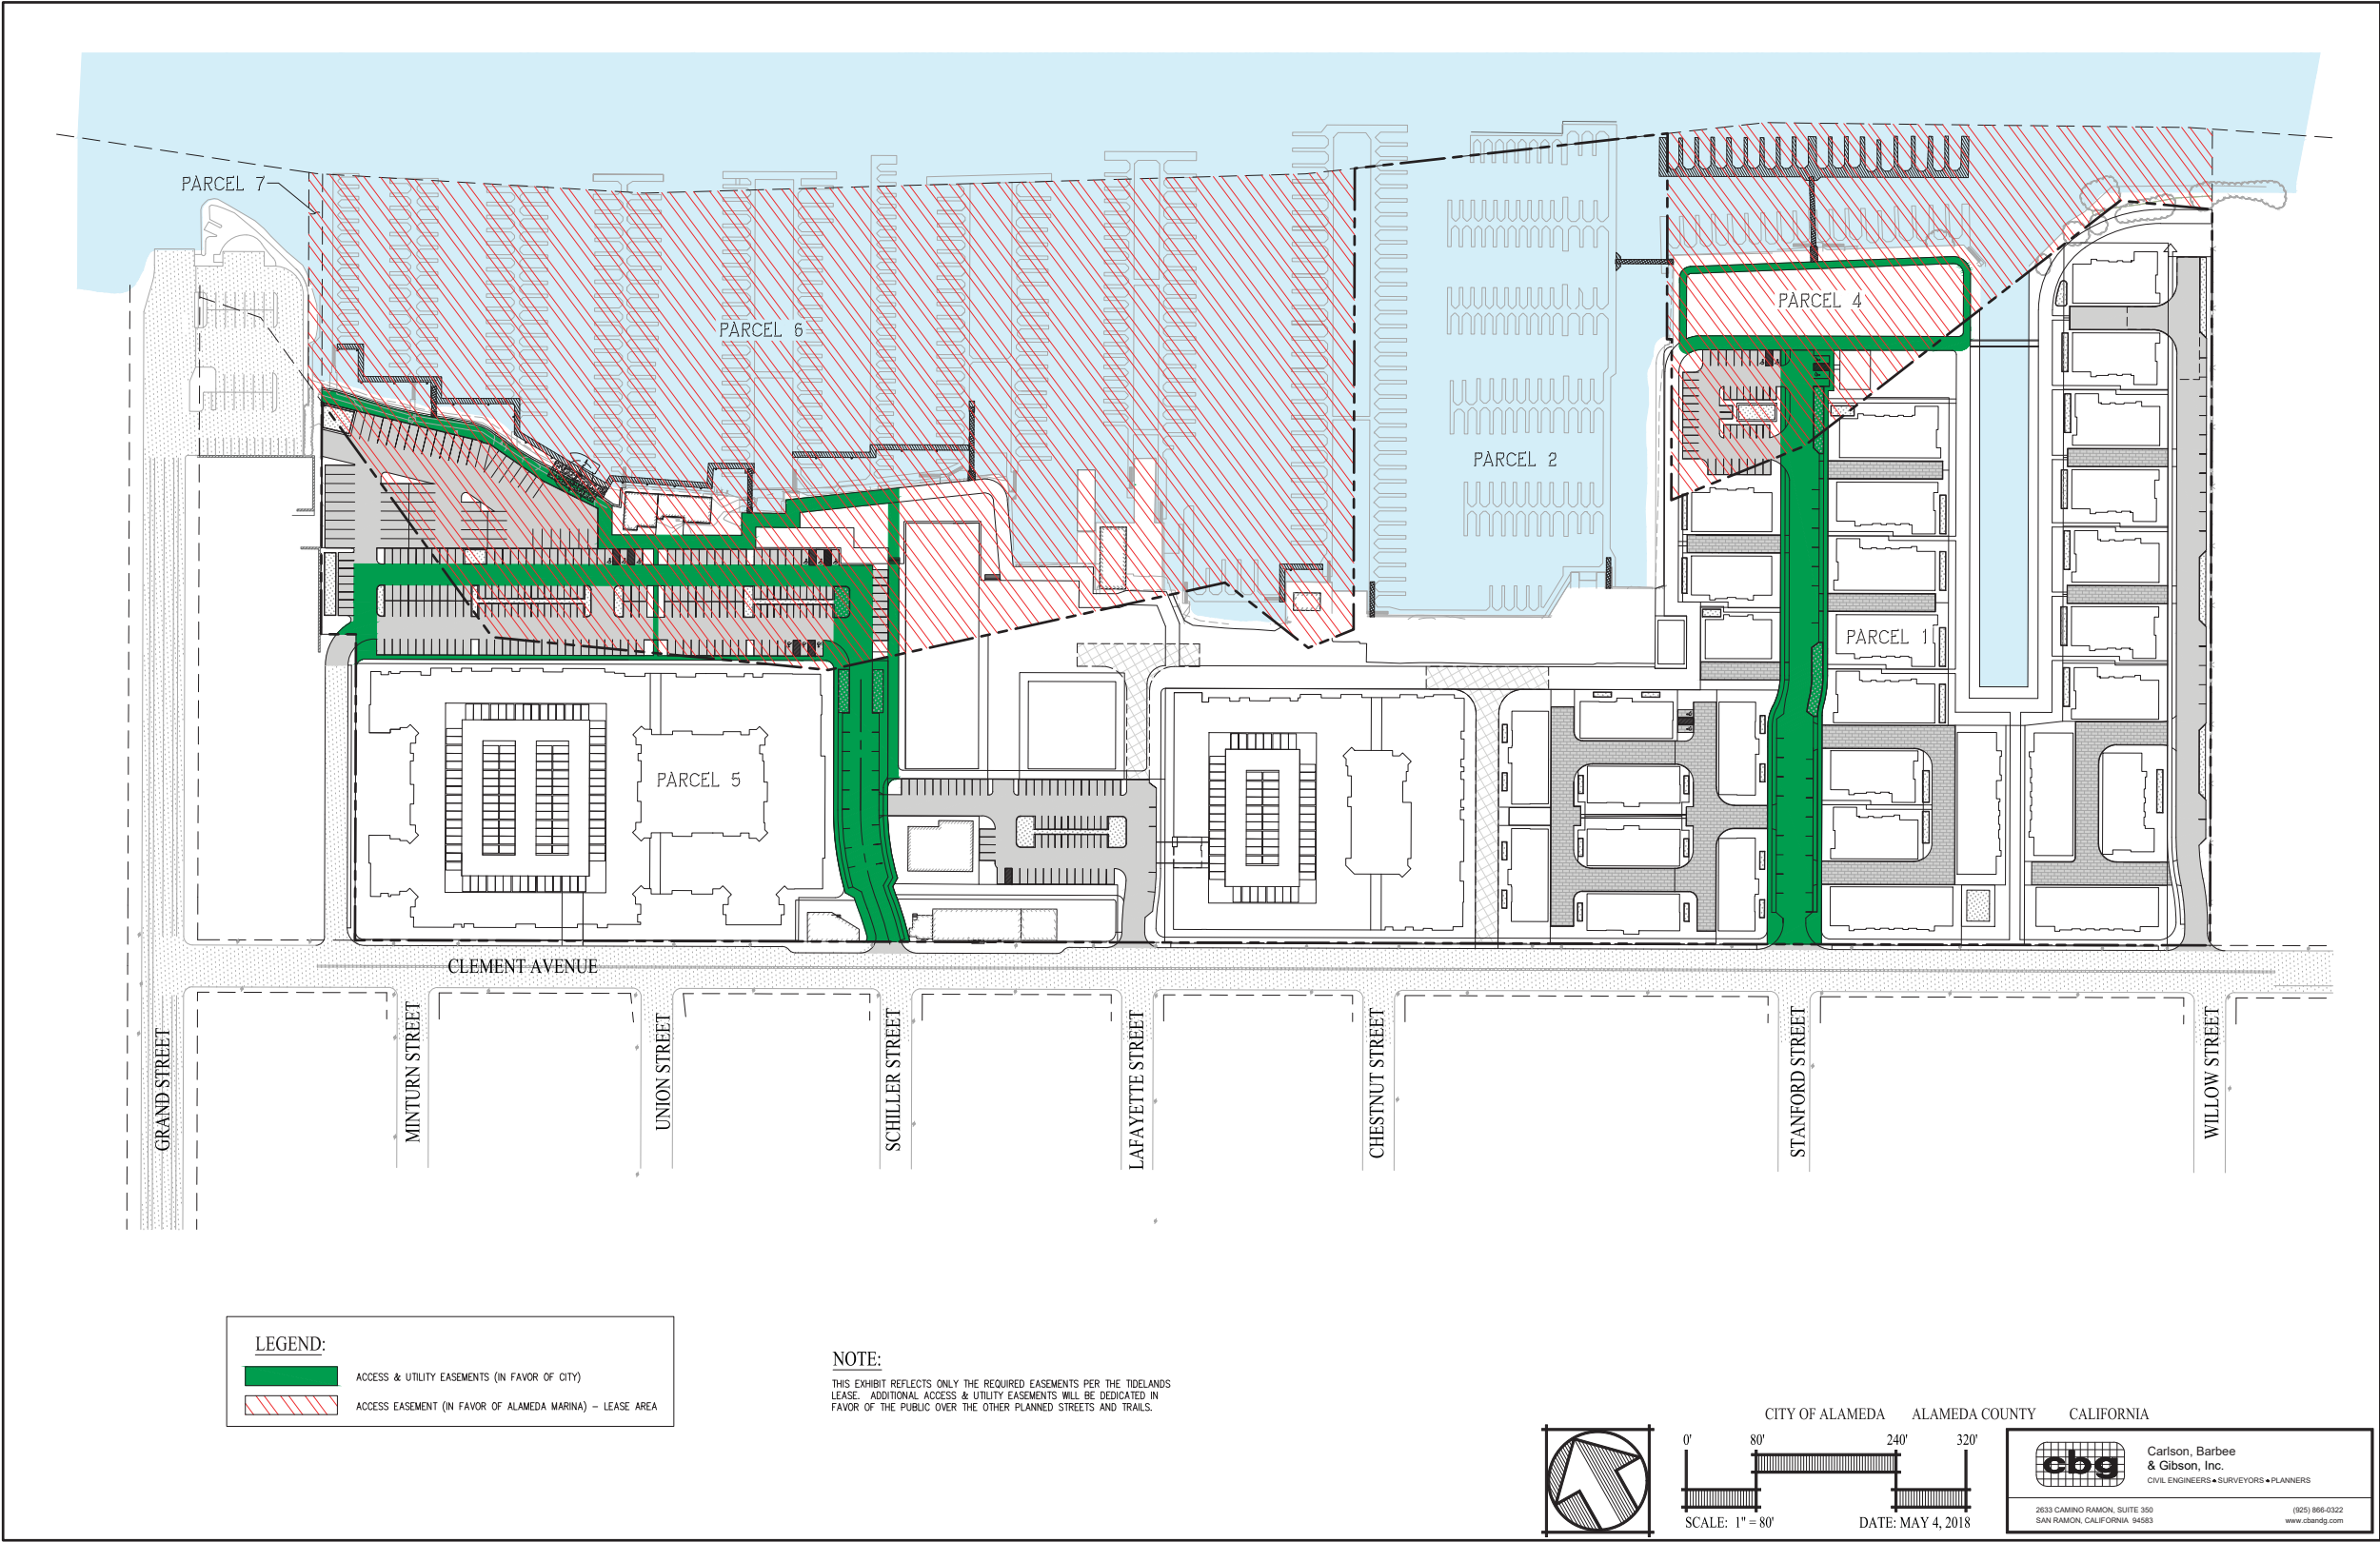 PARCEL 7
PARCEL 6
PARCEL 4
PARCEL 2
PARCEL 1
PARCEL 5
CLEMENT AVENUE
GRAND STREET
MINTURN STREET
UNION STREET
SCHILLER STREET
LAFAYETTE STREET
CHESTNUT STREET
STANFORD STREET
WILLOW STREET
LEGEND:
ACCESS & UTILITY EASEMENTS (IN FAVOR OF CITY)
ACCESS EASEMENT (IN FAVOR OF ALAMEDA MARINA) – LEASE AREA
NOTE:
THIS EXHIBIT REFLECTS ONLY THE REQUIRED EASEMENTS PER THE TIDELANDS
LEASE. ADDITIONAL ACCESS & UTILITY EASEMENTS WILL BE DEDICATED IN
FAVOR OF THE PUBLIC OVER THE OTHER PLANNED STREETS AND TRAILS.
CITY OF ALAMEDA ALAMEDA COUNTY CALIFORNIA
0' 80' 240' 320'
SCALE: 1" = 80' DATE: MAY 4, 2018
cbg
Carlson, Barbee
& Gibson, Inc.
CIVIL ENGINEERS ♦ SURVEYORS ♦ PLANNERS
2633 CAMINO RAMON, SUITE 350 (925) 866-0322
SAN RAMON, CALIFORNIA 94583 www.cbandg.com